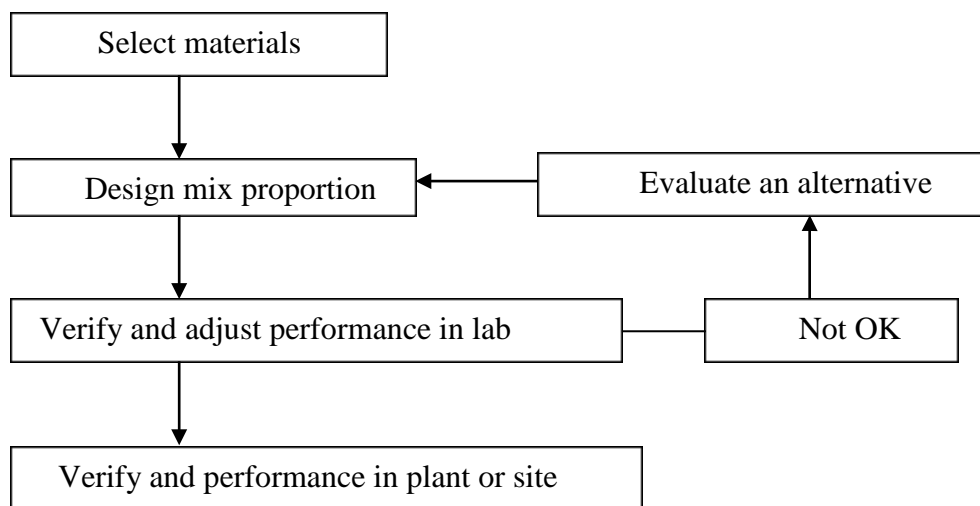 Select materials
Design mix proportion
Evaluate an alternative
Verify and adjust performance in lab
Not OK
Verify and performance in plant or site